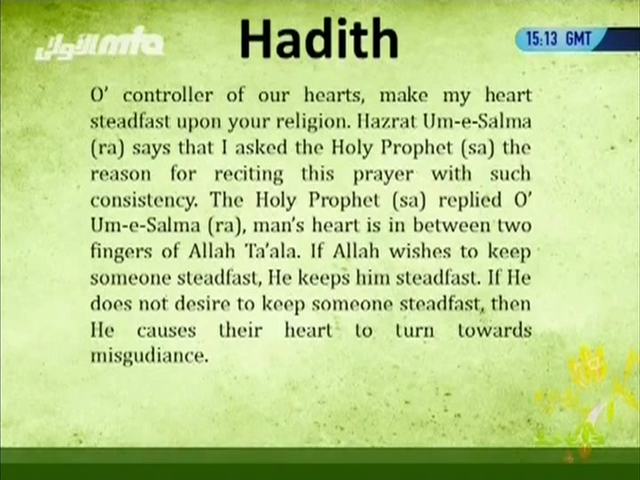 الأولى mta
Hadith
15:13 GMT
O’ controller of our hearts, make my heart
steadfast upon your religion. Hazrat Um-e-Salma
(ra) says that I asked the Holy Prophet (sa) the
reason for reciting this prayer with such
consistency. The Holy Prophet (sa) replied O’
Um-e-Salma (ra), man’s heart is in between two
fingers of Allah Ta’ala. If Allah wishes to keep
someone steadfast, He keeps him steadfast. If He
does not desire to keep someone steadfast, then
He causes their heart to turn towards
misgudiance.